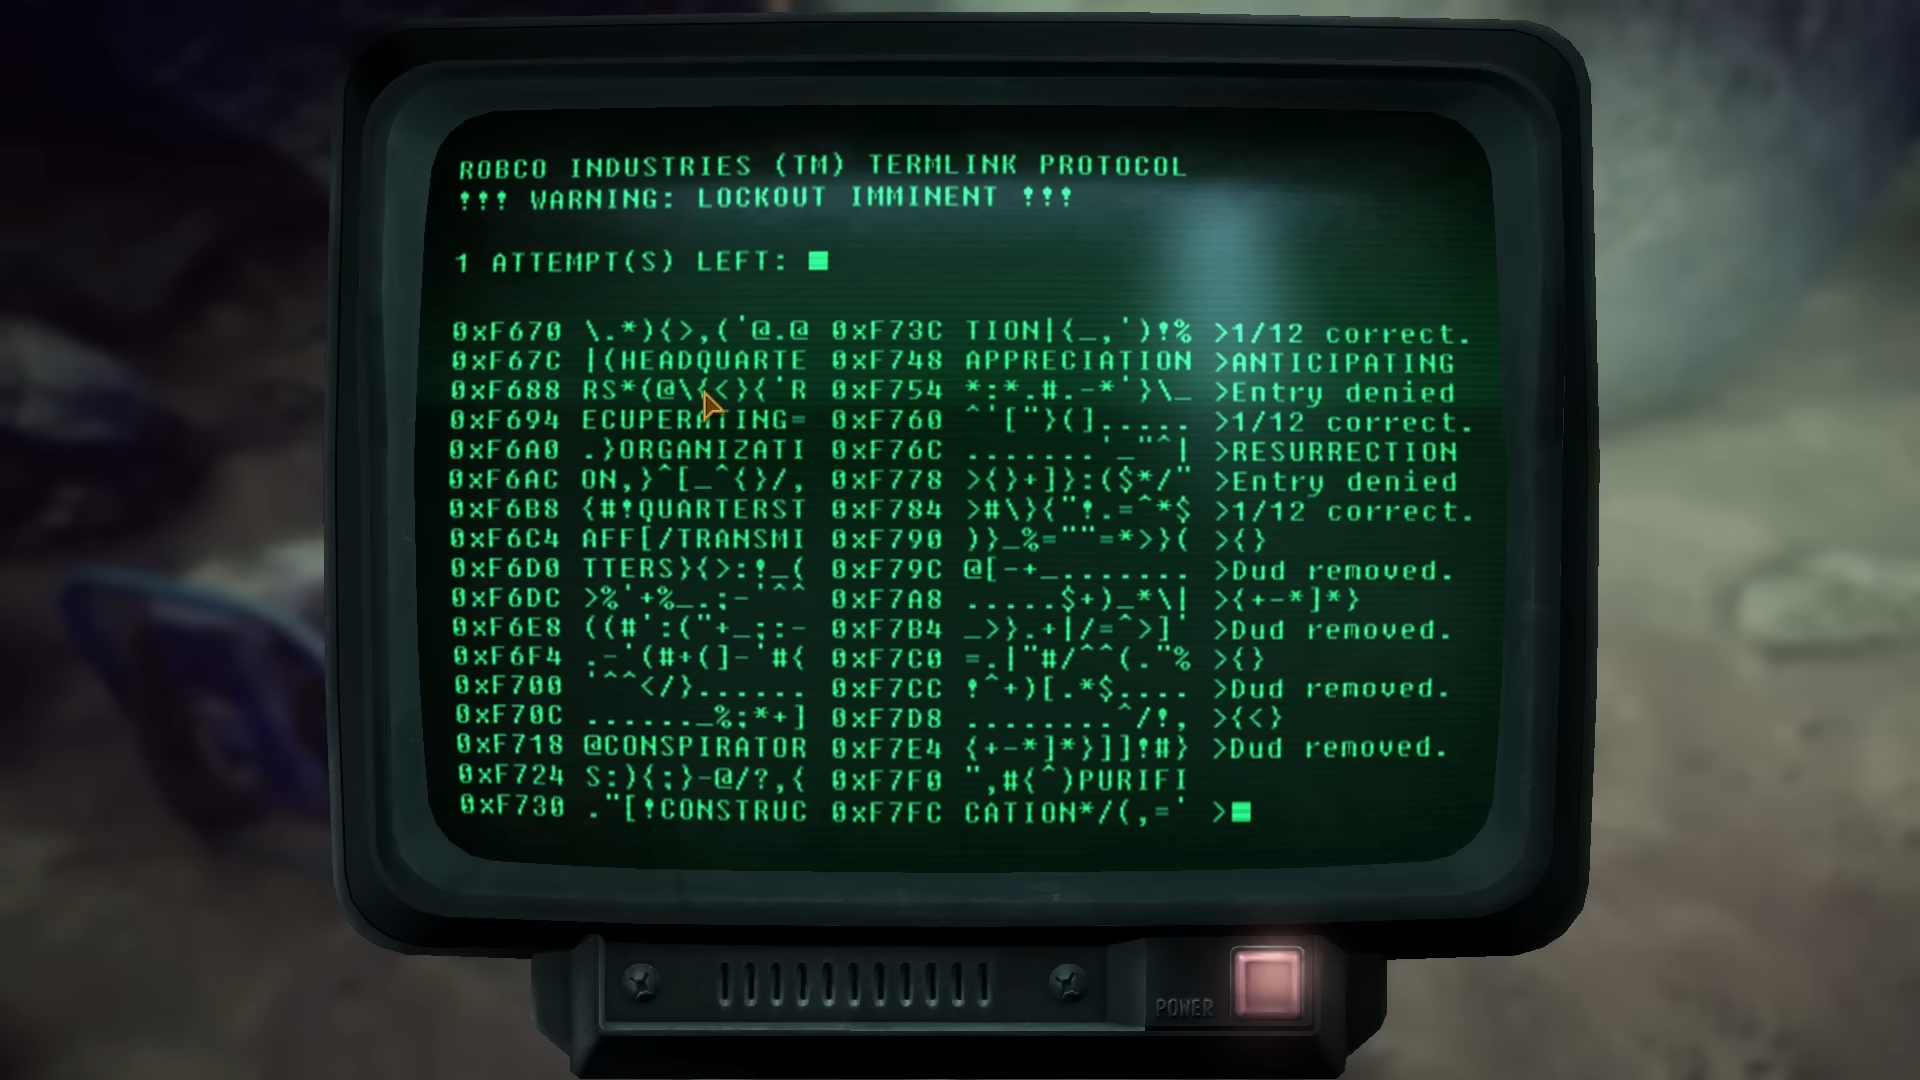 ROBCO INDUSTRIES (TM) TERMLINK PROTOCOL
!!! WARNING: LOCKOUT IMMINENT !!!
1 ATTEMPT(S) LEFT:
0xF670 \.*){>,('@.@ 0xF73C TION|{_,')!% >1/12 correct.
0xF67C |(HEADQUARTE 0xF748 APPRECIATION >ANTICIPATING
0xF688 RS*(@\{<}{'R 0xF754 *:*.#.-*'}\_ >Entry denied
0xF694 ECUPERATING= 0xF760 ^'["}(]..... >1/12 correct.
0xF6A0 .}ORGANIZATI 0xF76C .......'_"^| >RESURRECTION
0xF6AC ON,}^[_^{}/, 0xF778 >{}+]}:($*/" >Entry denied
0xF6B8 {#!QUARTERST 0xF784 >#\}{"!.=^*$ >1/12 correct.
0xF6C4 AFF[/TRANSMI 0xF790 )}_%=""=*>}( >{}
0xF6D0 TTERS}{>:!_( 0xF79C @[-+_....... >Dud removed.
0xF6DC >%'+%_.;-'^^ 0xF7A8 .....$+)_*\| >{+-*]*}
0xF6E8 ((#':("+_;:- 0xF7B4 _>}.+|/=^>]' >Dud removed.
0xF6F4 .-'(#+(]-'#{ 0xF7C0 =.|"#/^^(."% >{}
0xF700 '^^</}...... 0xF7CC !^+)[.*$.... >Dud removed.
0xF70C ......_%;*+] 0xF7D8 ........^/!, >{<}
0xF718 @CONSPIRATOR 0xF7E4 {+-*]*}]]!#} >Dud removed.
0xF724 S:){;}-@/?,{ 0xF7F0 ",#{^)PURIFI
0xF730 ."[!CONSTRUC 0xF7FC CATION*/(,=' >
POWER